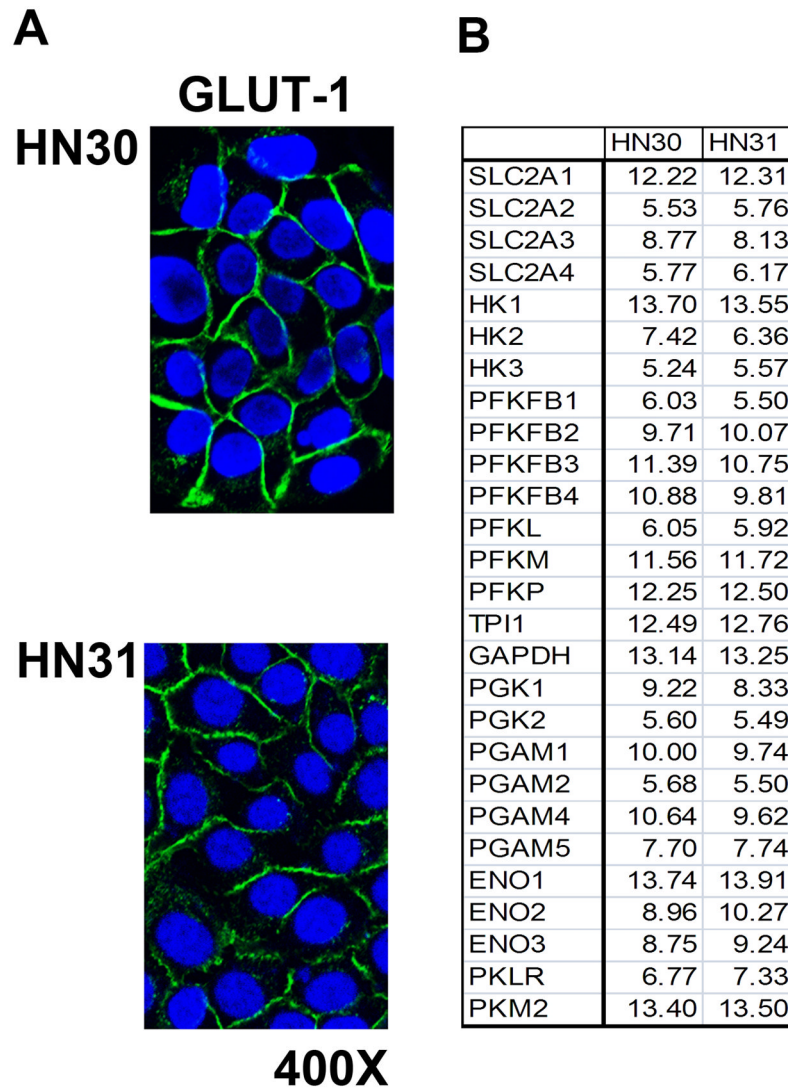 A
GLUT-1
HN30
HN31
400X
B
HN30 HN31
SLC2A1 12.22 12.31
SLC2A2 5.53 5.76
SLC2A3 8.77 8.13
SLC2A4 5.77 6.17
HK1 13.70 13.55
HK2 7.42 6.36
HK3 5.24 5.57
PFKFB1 6.03 5.50
PFKFB2 9.71 10.07
PFKFB3 11.39 10.75
PFKFB4 10.88 9.81
PFKL 6.05 5.92
PFKM 11.56 11.72
PFKP 12.25 12.50
TPI1 12.49 12.76
GAPDH 13.14 13.25
PGK1 9.22 8.33
PGK2 5.60 5.49
PGAM1 10.00 9.74
PGAM2 5.68 5.50
PGAM4 10.64 9.62
PGAM5 7.70 7.74
ENO1 13.74 13.91
ENO2 8.96 10.27
ENO3 8.75 9.24
PKLR 6.77 7.33
PKM2 13.40 13.50